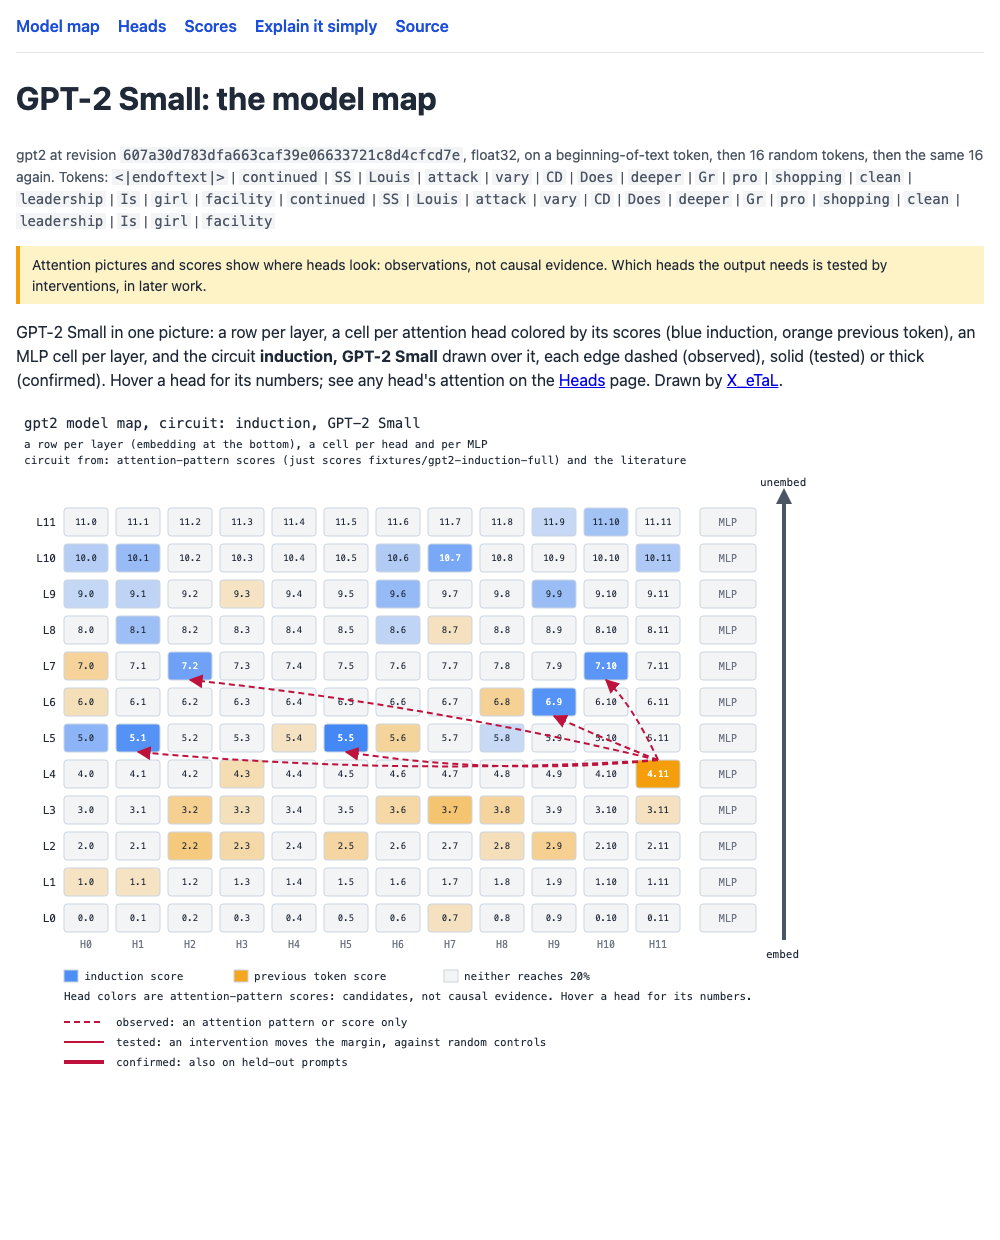 Model map Heads Scores Explain it simply Source
GPT-2 Small: the model map
gpt2 at revision 607a30d783dfa663caf39e06633721c8d4cfcd7e, float32, on a beginning-of-text token, then 16 random tokens, then the same 16
again. Tokens: <|endoftext|> | continued | SS | Louis | attack | vary | CD | Does | deeper | Gr | pro | shopping | clean |
leadership | Is | girl | facility | continued | SS | Louis | attack | vary | CD | Does | deeper | Gr | pro | shopping | clean |
leadership | Is | girl | facility
Attention pictures and scores show where heads look: observations, not causal evidence. Which heads the output needs is tested by
interventions, in later work.
GPT-2 Small in one picture: a row per layer, a cell per attention head colored by its scores (blue induction, orange previous token), an
MLP cell per layer, and the circuit induction, GPT-2 Small drawn over it, each edge dashed (observed), solid (tested) or thick
(confirmed). Hover a head for its numbers; see any head's attention on the Heads page. Drawn by X_eTaL.
gpt2 model map, circuit: induction, GPT-2 Small
a row per layer (embedding at the bottom), a cell per head and per MLP
circuit from: attention-pattern scores (just scores fixtures/gpt2-induction-full) and the literature
unembed
L11 11.0 11.1 11.2 11.3 11.4 11.5 11.6 11.7 11.8 11.9 11.10 11.11 MLP
L10 10.0 10.1 10.2 10.3 10.4 10.5 10.6 10.7 10.8 10.9 10.10 10.11 MLP
L9 9.0 9.1 9.2 9.3 9.4 9.5 9.6 9.7 9.8 9.9 9.10 9.11 MLP
L8 8.0 8.1 8.2 8.3 8.4 8.5 8.6 8.7 8.8 8.9 8.10 8.11 MLP
L7 7.0 7.1 7.2 7.3 7.4 7.5 7.6 7.7 7.8 7.9 7.10 7.11 MLP
L6 6.0 6.1 6.2 6.3 6.4 6.5 6.6 6.7 6.8 6.9 6.10 6.11 MLP
L5 5.0 5.1 5.2 5.3 5.4 5.5 5.6 5.7 5.8 5.9 5.10 5.11 MLP
L4 4.0 4.1 4.2 4.3 4.4 4.5 4.6 4.7 4.8 4.9 4.10 4.11 MLP
L3 3.0 3.1 3.2 3.3 3.4 3.5 3.6 3.7 3.8 3.9 3.10 3.11 MLP
L2 2.0 2.1 2.2 2.3 2.4 2.5 2.6 2.7 2.8 2.9 2.10 2.11 MLP
L1 1.0 1.1 1.2 1.3 1.4 1.5 1.6 1.7 1.8 1.9 1.10 1.11 MLP
L0 0.0 0.1 0.2 0.3 0.4 0.5 0.6 0.7 0.8 0.9 0.10 0.11 MLP
H0 H1 H2 H3 H4 H5 H6 H7 H8 H9 H10 H11
embed
induction score previous token score neither reaches 20%
Head colors are attention-pattern scores: candidates, not causal evidence. Hover a head for its numbers.
observed: an attention pattern or score only
tested: an intervention moves the margin, against random controls
confirmed: also on held-out prompts